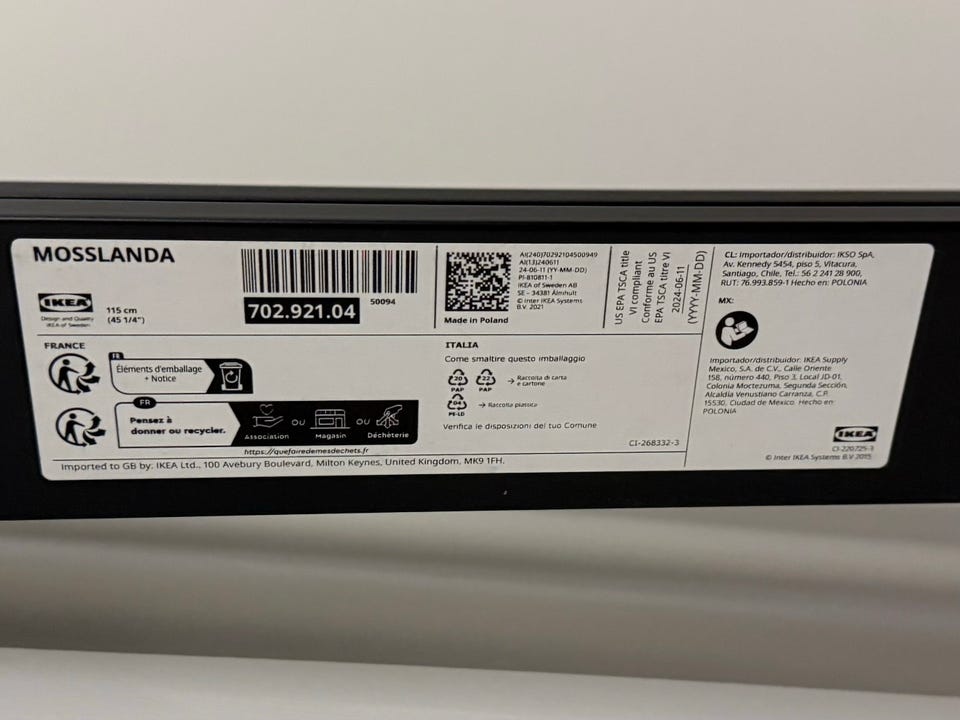 MOSSLANDA
IKEA
Design and Quality
IKEA of Sweden
115 cm
(45 1/4")
702.921.04
50094
AI(240)70292104500949
AI(13)240611
24-06-11 (YY-MM-DD)
PI-810811-1
IKEA of Sweden AB
SE - 34381 Älmhult
© Inter IKEA Systems
B.V. 2021
Made in Poland
US EPA TSCA title
VI compliant
Conforme au US
EPA TSCA titre VI
2024-06-11
(YYYY-MM-DD)
CL: Importador/distribuidor: IKSO SpA,
Av. Kennedy 5454, piso 5, Vitacura,
Santiago, Chile, Tel.: 56 2 241 28 900,
RUT: 76.993.859-1 Hecho en: POLONIA
MX:
Importador/distribuidor: IKEA Supply
Mexico, S.A. de C.V., Calle Oriente
158, número 440, Piso 3, Local JD-01,
Colonia Moctezuma, Segunda Sección,
Alcaldía Venustiano Carranza, C.P.
15530, Ciudad de Mexico. Hecho en:
POLONIA
IKEA
CI-220725-3
© Inter IKEA Systems B.V 2015
FRANCE
FR
Éléments d'emballage
+ Notice
FR
Pensez à
donner ou recycler.
Association
OU
Magasin
OU
Déchèterie
https://quefairedemesdechets.fr
ITALIA
Come smaltire questo imballaggio
20
PAP
22
PAP
→ Raccolta di carta
e cartone
04
PE-LD
→ Raccolta plastica
Verifica le disposizioni del tuo Comune
CI-268332-3
Imported to GB by: IKEA Ltd., 100 Avebury Boulevard, Milton Keynes, United Kingdom, MK9 1FH.